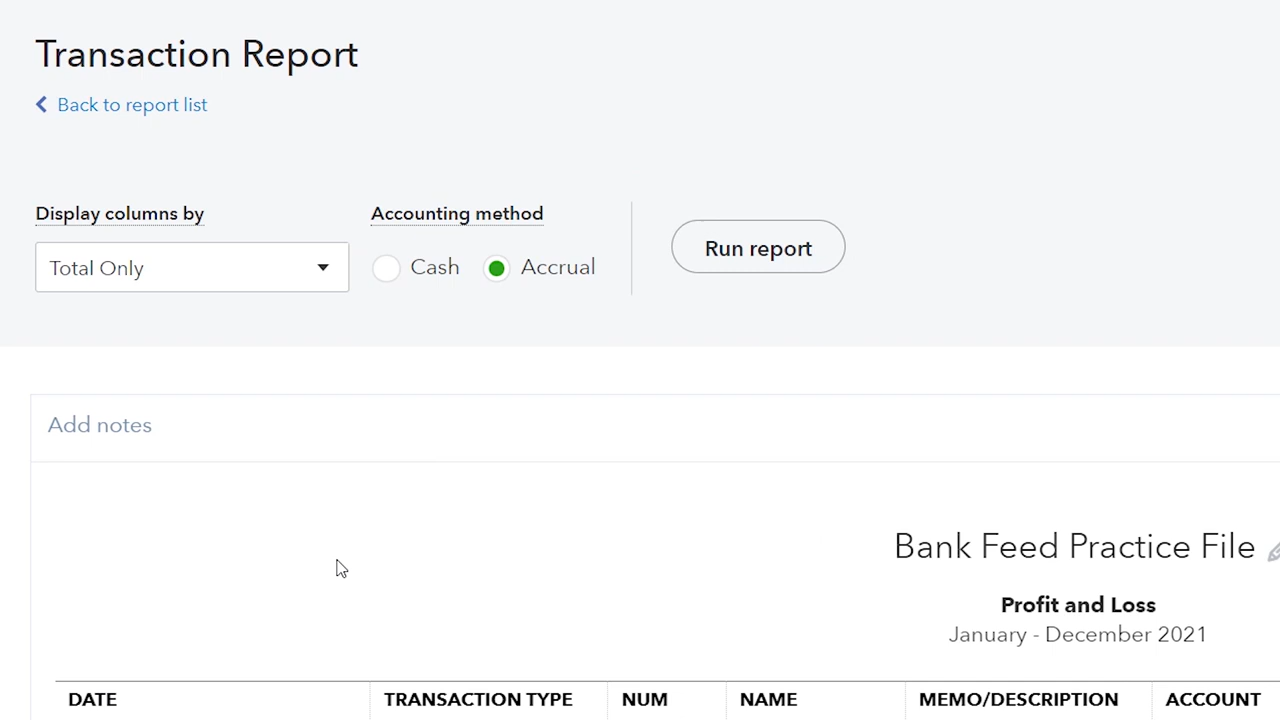 Transaction Report
Back to report list
Display columns by
Accounting method
Total Only
Cash
Accrual
Run report
Add notes
Bank Feed Practice File
Profit and Loss
January - December 2021
DATE TRANSACTION TYPE NUM NAME MEMO/DESCRIPTION ACCOUNT